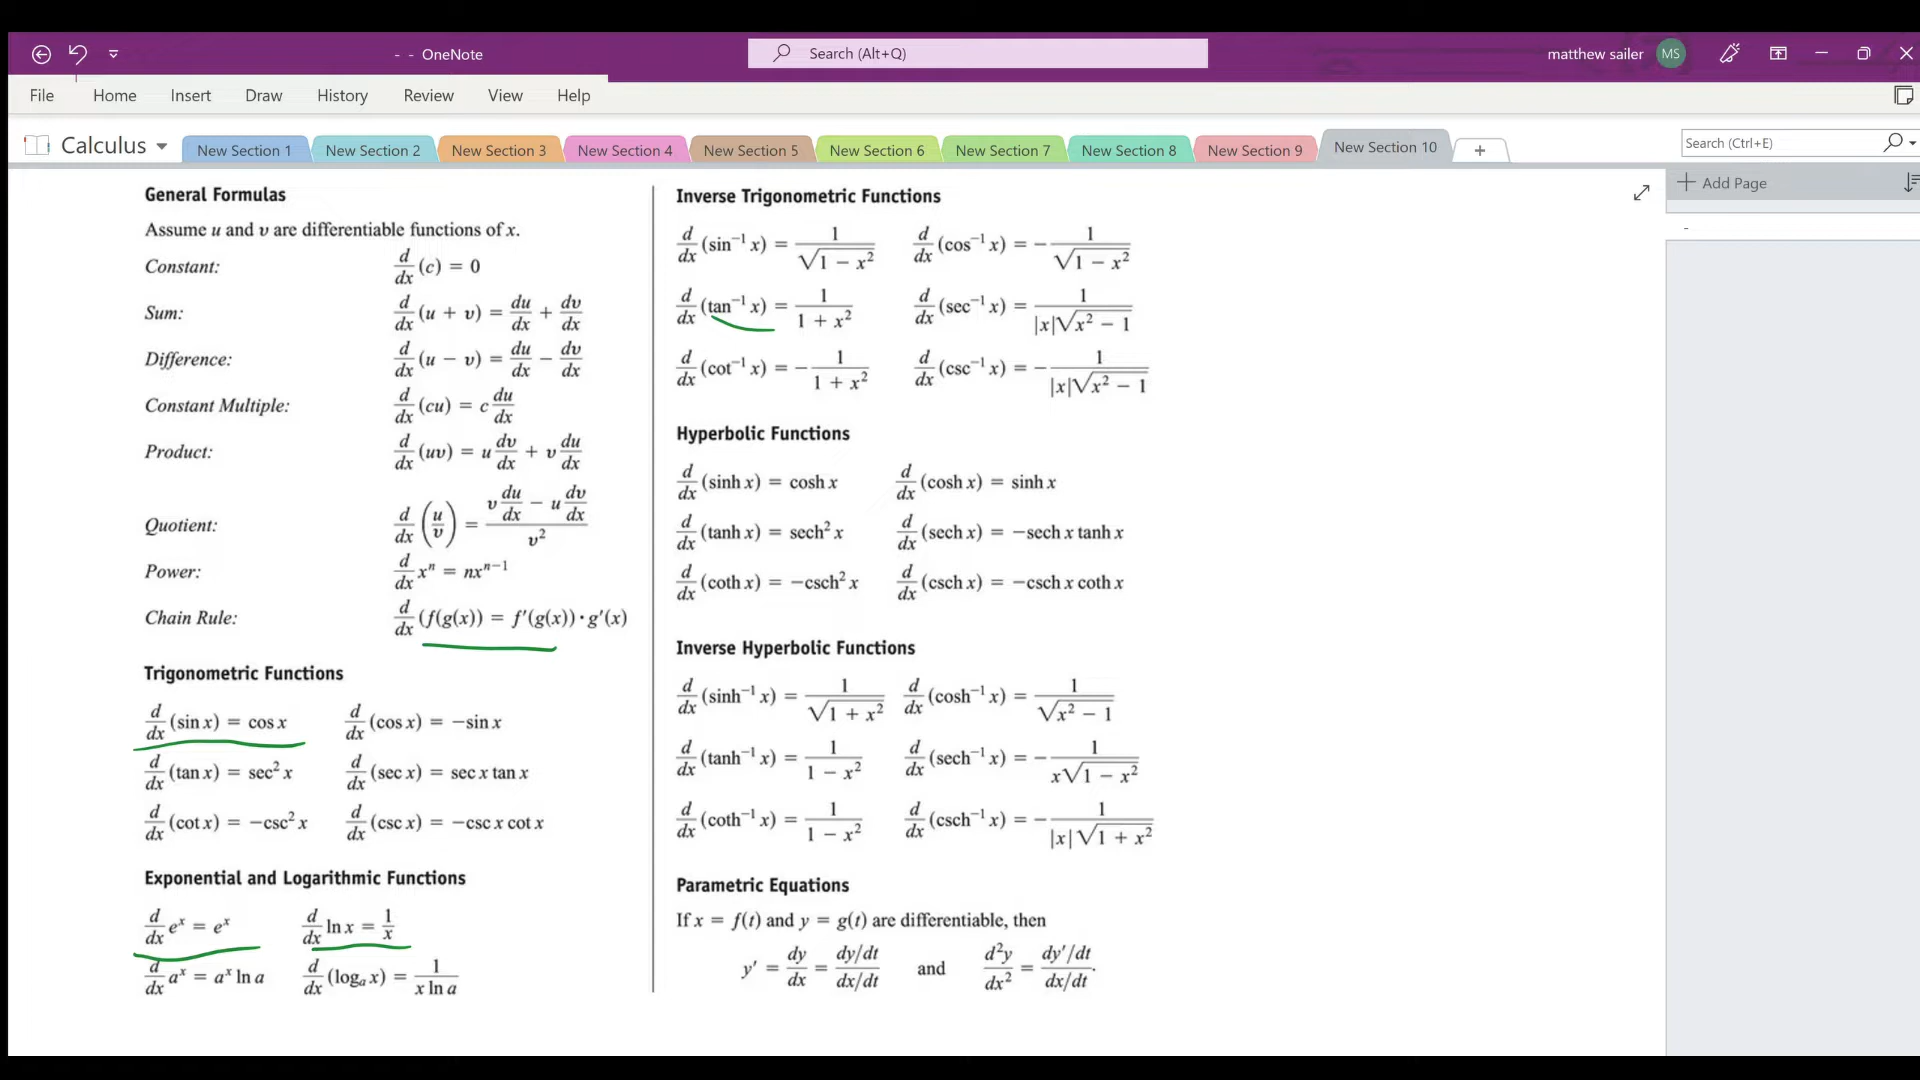 - - OneNote
Search (Alt+Q)
matthew sailer MS
File Home Insert Draw History Review View Help
Calculus
New Section 1 New Section 2 New Section 3 New Section 4 New Section 5 New Section 6 New Section 7 New Section 8 New Section 9 New Section 10 +
Search (Ctrl+E)
Add Page
-
General Formulas
Assume u and v are differentiable functions of x.
Constant: d/dx (c) = 0
Sum: d/dx (u + v) = du/dx + dv/dx
Difference: d/dx (u − v) = du/dx − dv/dx
Constant Multiple: d/dx (cu) = c du/dx
Product: d/dx (uv) = u dv/dx + v du/dx
Quotient: d/dx (u/v) = (v du/dx − u dv/dx)/v²
Power: d/dx xⁿ = nxⁿ⁻¹
Chain Rule: d/dx (f(g(x)) = f′(g(x)) · g′(x)
Trigonometric Functions
d/dx (sin x) = cos x d/dx (cos x) = −sin x
d/dx (tan x) = sec² x d/dx (sec x) = sec x tan x
d/dx (cot x) = −csc² x d/dx (csc x) = −csc x cot x
Exponential and Logarithmic Functions
d/dx eˣ = eˣ d/dx ln x = 1/x
d/dx aˣ = aˣ ln a d/dx (logₐ x) = 1/(x ln a)
Inverse Trigonometric Functions
d/dx (sin⁻¹ x) = 1/√(1 − x²) d/dx (cos⁻¹ x) = −1/√(1 − x²)
d/dx (tan⁻¹ x) = 1/(1 + x²) d/dx (sec⁻¹ x) = 1/(|x|√(x² − 1))
d/dx (cot⁻¹ x) = −1/(1 + x²) d/dx (csc⁻¹ x) = −1/(|x|√(x² − 1))
Hyperbolic Functions
d/dx (sinh x) = cosh x d/dx (cosh x) = sinh x
d/dx (tanh x) = sech² x d/dx (sech x) = −sech x tanh x
d/dx (coth x) = −csch² x d/dx (csch x) = −csch x coth x
Inverse Hyperbolic Functions
d/dx (sinh⁻¹ x) = 1/√(1 + x²) d/dx (cosh⁻¹ x) = 1/√(x² − 1)
d/dx (tanh⁻¹ x) = 1/(1 − x²) d/dx (sech⁻¹ x) = −1/(x√(1 − x²))
d/dx (coth⁻¹ x) = 1/(1 − x²) d/dx (csch⁻¹ x) = −1/(|x|√(1 + x²))
Parametric Equations
If x = f(t) and y = g(t) are differentiable, then
y′ = dy/dx = (dy/dt)/(dx/dt) and d²y/dx² = (dy′/dt)/(dx/dt).